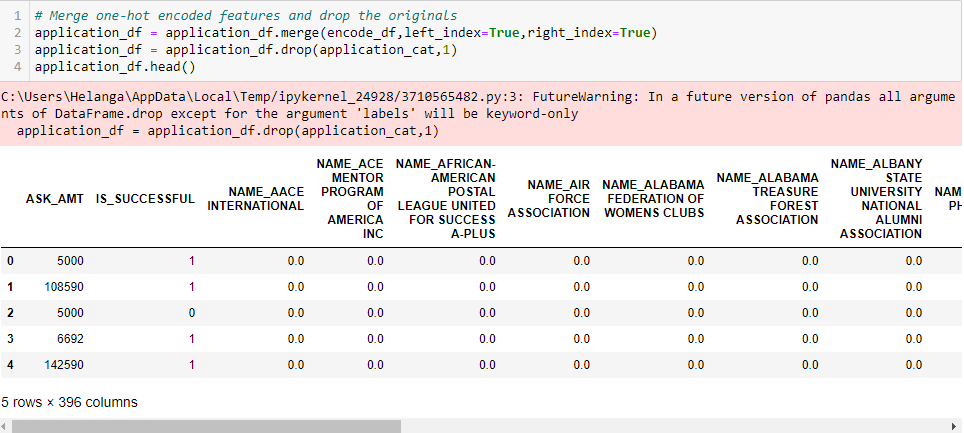 1 # Merge one-hot encoded features and drop the originals
2 application_df = application_df.merge(encode_df,left_index=True,right_index=True)
3 application_df = application_df.drop(application_cat,1)
4 application_df.head()
C:\Users\Helanga\AppData\Local\Temp/ipykernel_24928/3710565482.py:3: FutureWarning: In a future version of pandas all argume
nts of DataFrame.drop except for the argument 'labels' will be keyword-only
application_df = application_df.drop(application_cat,1)
ASK_AMT
IS_SUCCESSFUL
NAME_AACE
INTERNATIONAL
NAME_ACE
MENTOR
PROGRAM
OF
AMERICA
INC
NAME_AFRICAN-
AMERICAN
POSTAL
LEAGUE UNITED
FOR SUCCESS
A-PLUS
NAME_AIR
FORCE
ASSOCIATION
NAME_ALABAMA
FEDERATION OF
WOMENS CLUBS
NAME_ALABAMA
TREASURE
FOREST
ASSOCIATION
NAME_ALBANY
STATE
UNIVERSITY
NATIONAL
ALUMNI
ASSOCIATION
NAM
PH
0 5000 1 0.0 0.0 0.0 0.0 0.0 0.0 0.0
1 108590 1 0.0 0.0 0.0 0.0 0.0 0.0 0.0
2 5000 0 0.0 0.0 0.0 0.0 0.0 0.0 0.0
3 6692 1 0.0 0.0 0.0 0.0 0.0 0.0 0.0
4 142590 1 0.0 0.0 0.0 0.0 0.0 0.0 0.0
5 rows × 396 columns